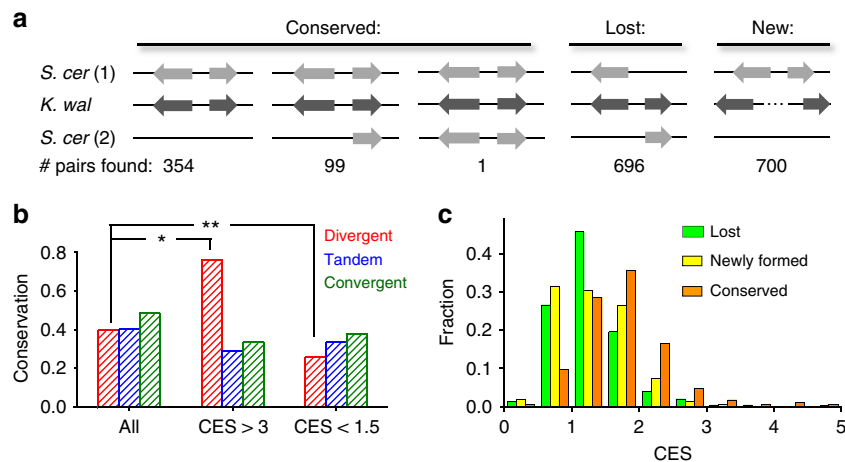 a
Conserved: Lost: New:
S. cer (1)
K. wal
...
S. cer (2)
# pairs found: 354 99 1 696 700
b
** 
*
Divergent
Tandem
Convergent
Conservation
0.8
0.6
0.4
0.2
0.0
All CES > 3 CES < 1.5
c
Lost
Newly formed
Conserved
Fraction
0.4
0.3
0.2
0.1
0.0
0 1 2 3 4 5
CES